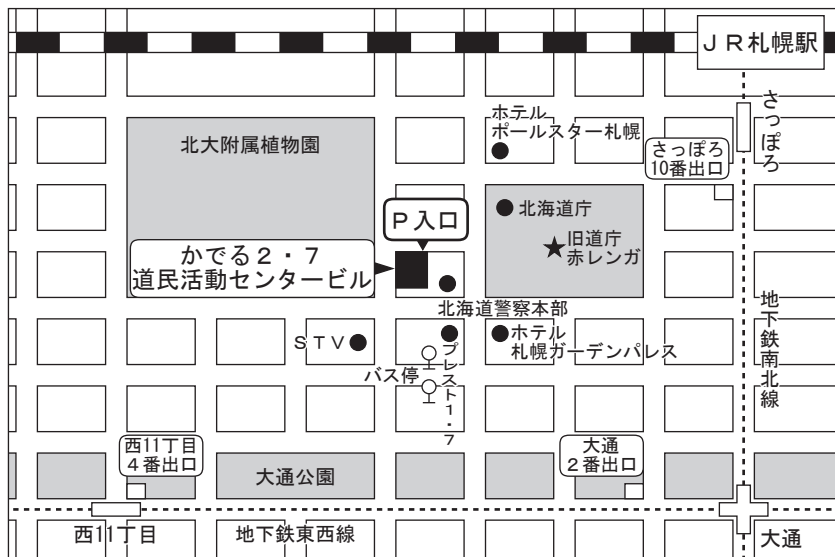 JR札幌駅
さっぽろ
ホテル
ポールスター札幌
北大附属植物園
さっぽろ
10番出口
P入口
北海道庁
旧道庁
赤レンガ
かでる2・7
道民活動センタービル
北海道警察本部
地下鉄南北線
STV
ホテル
札幌ガーデンパレス
プレスト1・7
バス停
西11丁目
4番出口
大通
2番出口
大通公園
西11丁目
地下鉄東西線
大通